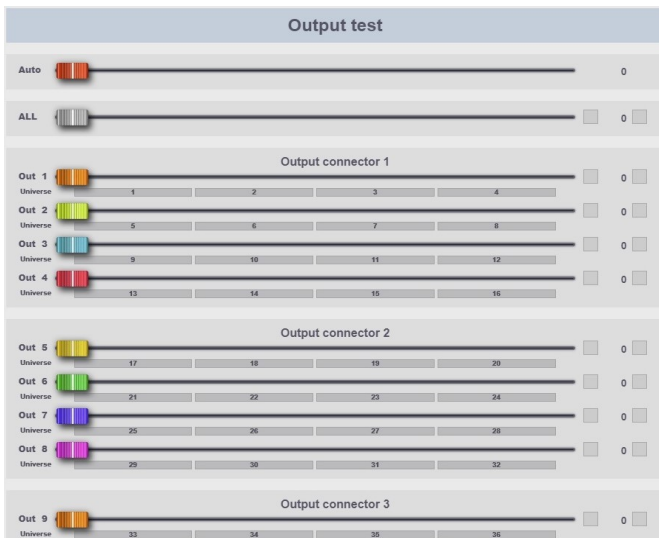 Output test
Auto 0
ALL 0
Output connector 1
Out 1 0
Universe 1 2 3 4
Out 2 0
Universe 5 6 7 8
Out 3 0
Universe 9 10 11 12
Out 4 0
Universe 13 14 15 16
Output connector 2
Out 5 0
Universe 17 18 19 20
Out 6 0
Universe 21 22 23 24
Out 7 0
Universe 25 26 27 28
Out 8 0
Universe 29 30 31 32
Output connector 3
Out 9 0
Universe 33 34 35 36